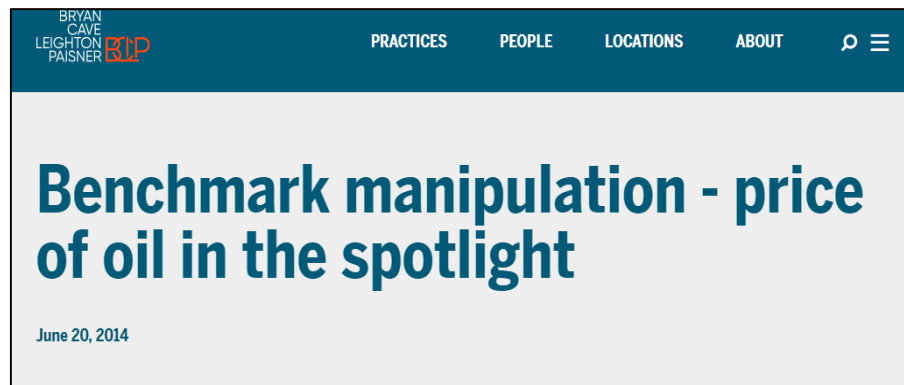 BRYAN
CAVE
LEIGHTON
PAISNER BCLP
PRACTICES PEOPLE LOCATIONS ABOUT
Benchmark manipulation - price
of oil in the spotlight
June 20, 2014